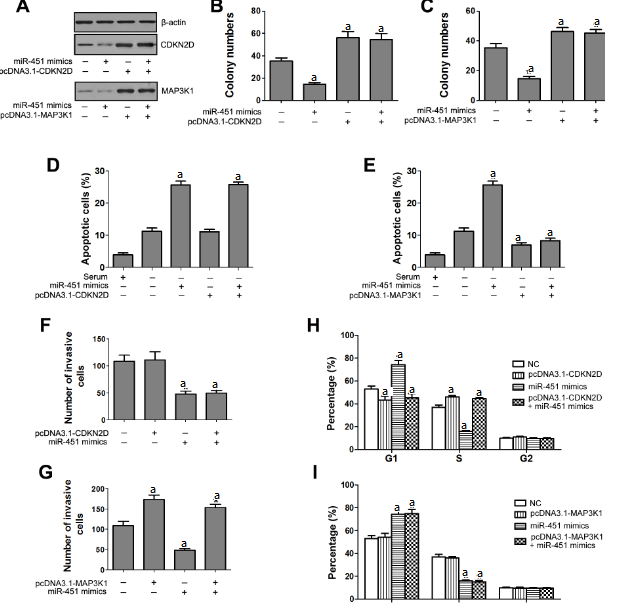 A
β-actin
CDKN2D
miR-451 mimics – + – +
pcDNA3.1-CDKN2D – – + +
MAP3K1
miR-451 mimics – + – +
pcDNA3.1-MAP3K1 – – + +
B
Colony numbers
60
40
20
0
a
a
a
miR-451 mimics – + – +
pcDNA3.1-CDKN2D – – + +
C
Colony numbers
80
60
40
20
0
a
a
a
miR-451 mimics – + – +
pcDNA3.1-MAP3K1 – – + +
D
Apoptotic cells (%)
30
20
10
0
a
a
Serum + – – – –
miR-451 mimics – – + – +
pcDNA3.1-CDKN2D – – – + +
E
Apoptotic cells (%)
30
20
10
0
a
a
a
Serum + – – – –
miR-451 mimics – – + – +
pcDNA3.1-MAP3K1 – – – + +
F
Number of invasive
cells
150
100
50
0
a
a
pcDNA3.1-CDKN2D – + – +
miR-451 mimics – – + +
G
Number of invasive
cells
200
150
100
50
0
a
a
a
pcDNA3.1-MAP3K1 – + – +
miR-451 mimics – – + +
H
Percentage (%)
100
80
60
40
20
0
a
a
a
a
a
a
G1 S G2
NC
pcDNA3.1-CDKN2D
miR-451 mimics
pcDNA3.1-CDKN2D
+ miR-451 mimics
I
Percentage (%)
100
80
60
40
20
0
a
a
a
a
NC
pcDNA3.1-MAP3K1
miR-451 mimics
pcDNA3.1-MAP3K1
+ miR-451 mimics